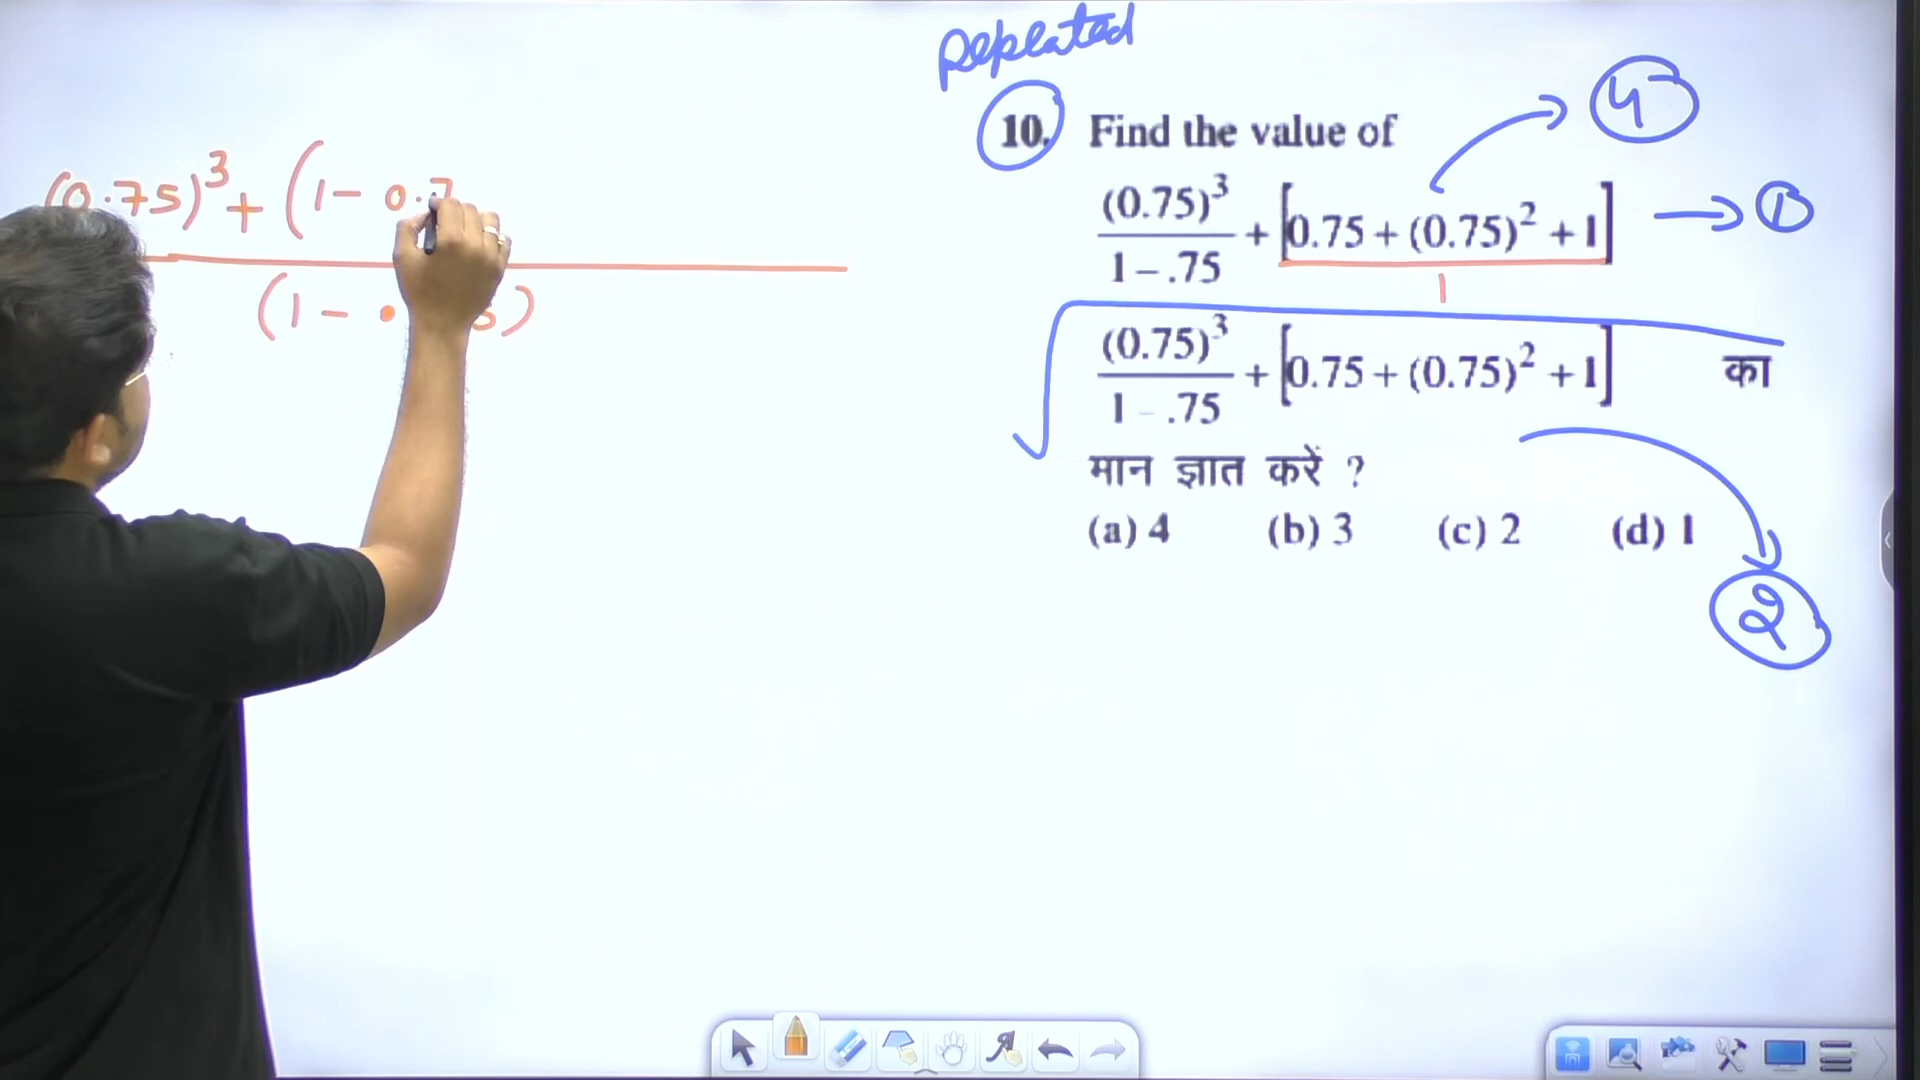 repeated
10. Find the value of
(0.75)³/(1 – .75) + [0.75 + (0.75)² + 1]
1
(0.75)³/(1 – .75) + [0.75 + (0.75)² + 1] का
मान ज्ञात करें ?
(a) 4 (b) 3 (c) 2 (d) 1
4
1
2
(0.75)³ + (1 – 0.7
(1 –